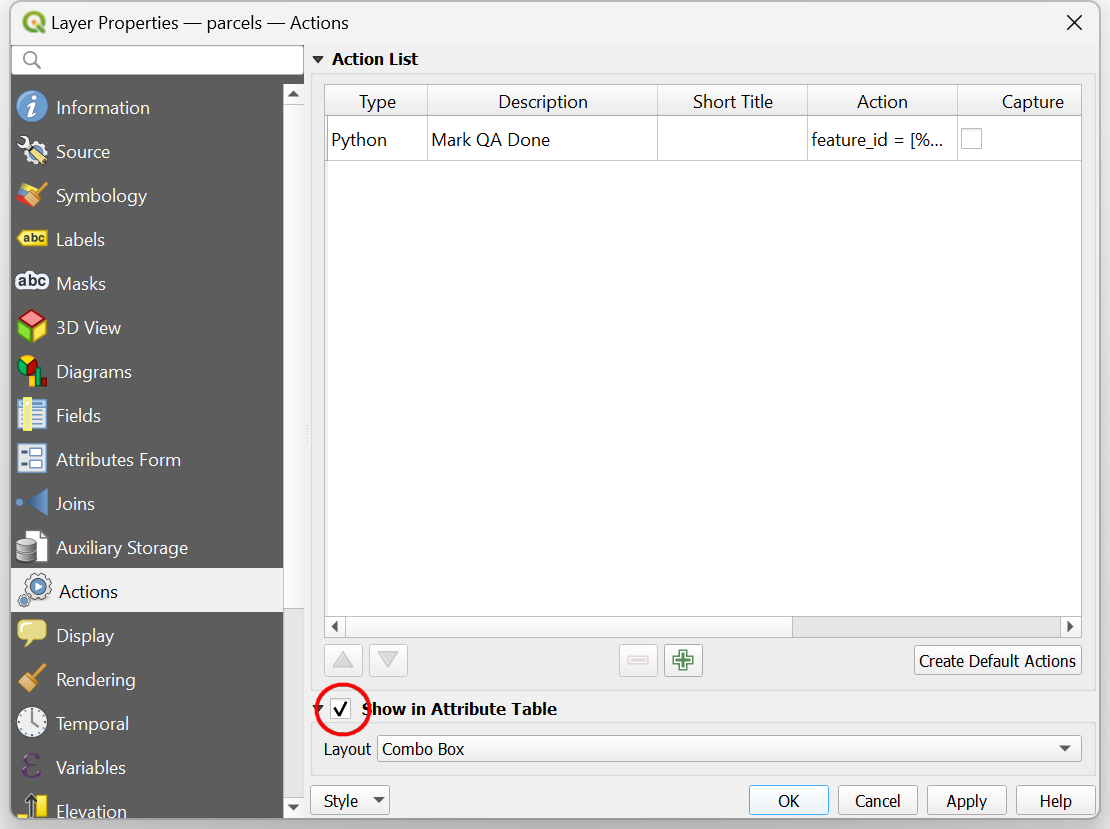 Layer Properties — parcels — Actions
Information
Source
Symbology
abc Labels
abc Masks
3D View
Diagrams
Fields
Attributes Form
Joins
Auxiliary Storage
Actions
Display
Rendering
Temporal
Variables
Elevation
Action List
Type Description Short Title Action Capture
Python Mark QA Done feature_id = [%...
Create Default Actions
Show in Attribute Table
Layout Combo Box
Style OK Cancel Apply Help